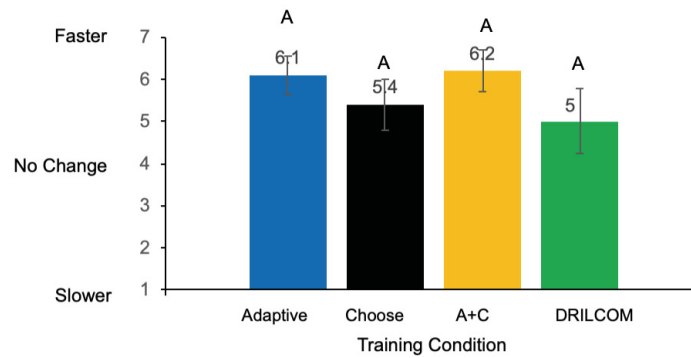 A
A
A
A
Faster
7
6.1
6.2
6
5.4
5
5
No Change
4
3
2
Slower
1
Adaptive Choose A+C DRILCOM
Training Condition